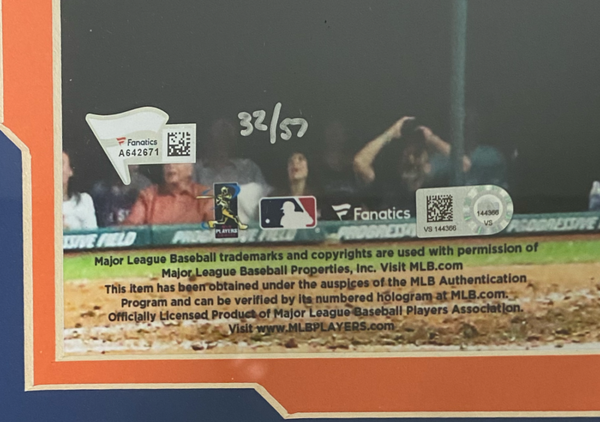 Fanatics
A642671
32/57
PLAYERS
Fanatics
VS 144366
144366
VS
PROGRESSIVE
SSIVE FIELD
PROGRESSIVE FIELD
PROGRESSIVE
Major League Baseball trademarks and copyrights are used with permission of
Major League Baseball Properties, Inc. Visit MLB.com
This item has been obtained under the auspices of the MLB Authentication
Program and can be verified by its numbered hologram at MLB.com.
Officially Licensed Product of Major League Baseball Players Association.
Visit www.MLBPLAYERS.com